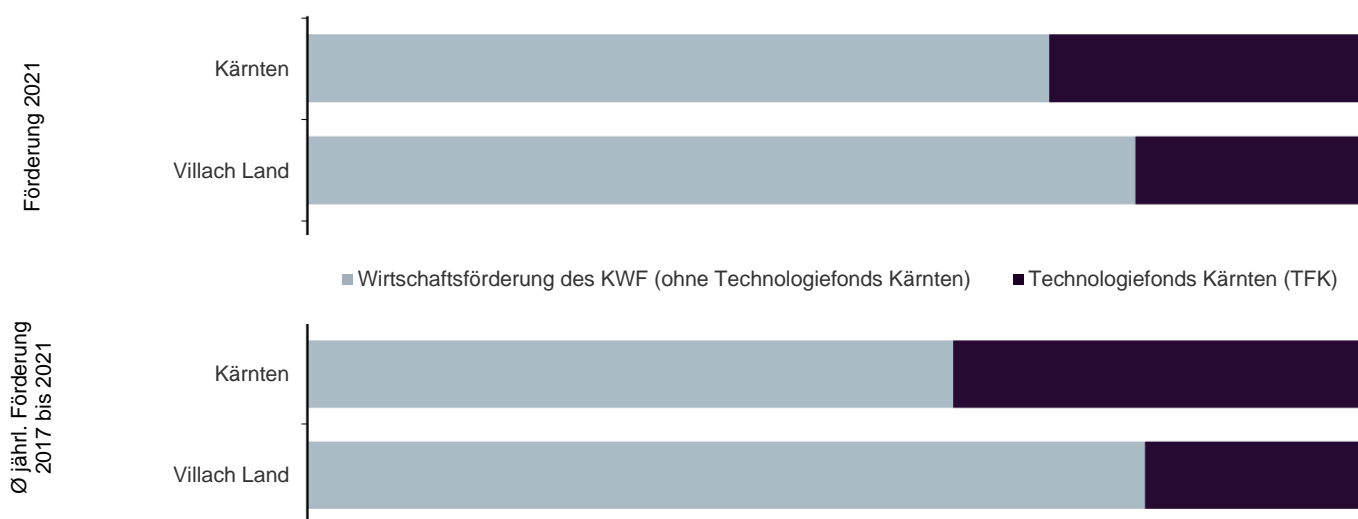 Förderung 2021
Kärnten
Villach Land
Wirtschaftsförderung des KWF (ohne Technologiefonds Kärnten)
Technologiefonds Kärnten (TFK)
Ø jährl. Förderung
2017 bis 2021
Kärnten
Villach Land